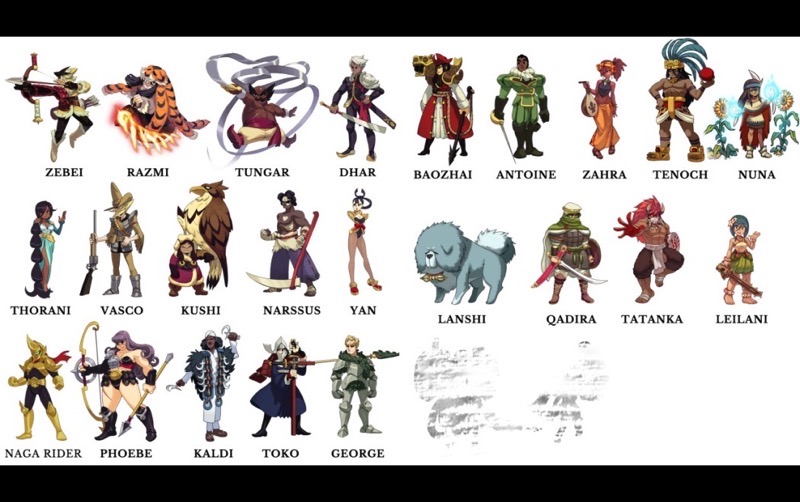 ZEBEI RAZMI TUNGAR DHAR BAOZHAI ANTOINE ZAHRA TENOCH NUNA
THORANI VASCO KUSHI NARSSUS YAN LANSHI QADIRA TATANKA LEILANI
NAGA RIDER PHOEBE KALDI TOKO GEORGE